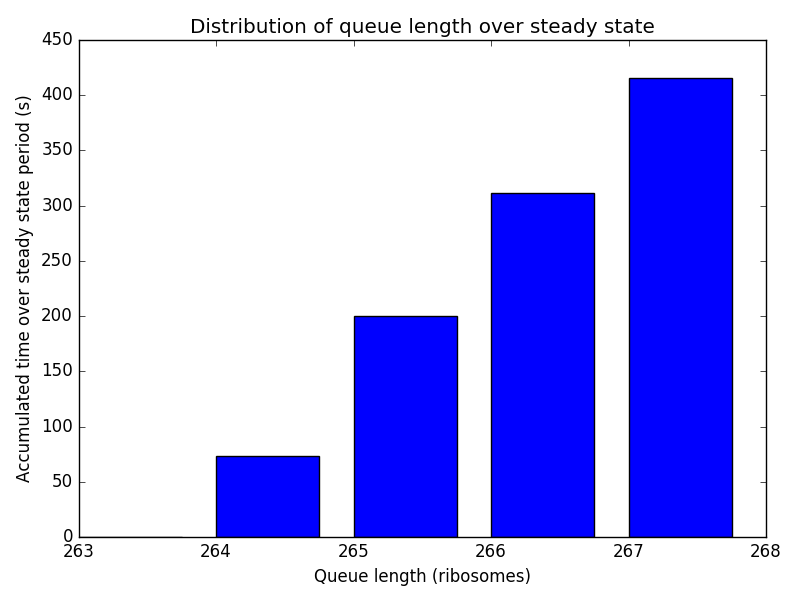 Distribution of queue length over steady state
Accumulated time over steady state period (s)
450
400
350
300
250
200
150
100
50
0
263 264 265 266 267 268
Queue length (ribosomes)